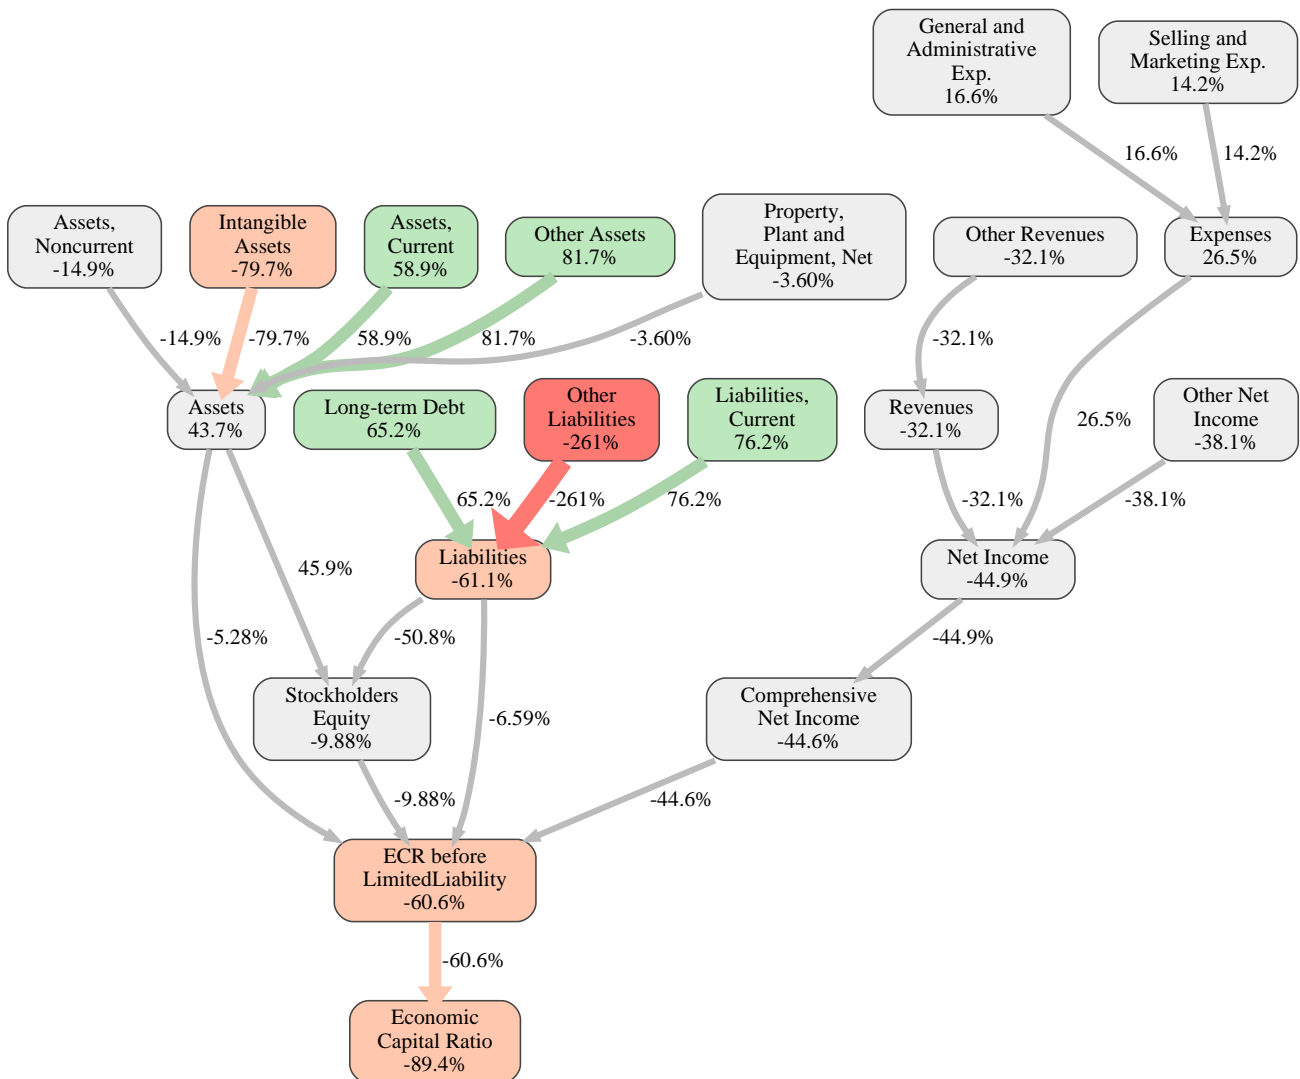 General and
Administrative
Exp.
16.6%
Selling and
Marketing Exp.
14.2%
16.6%
14.2%
Assets,
Noncurrent
-14.9%
Intangible
Assets
-79.7%
Assets,
Current
58.9%
Other Assets
81.7%
Property,
Plant and
Equipment, Net
-3.60%
Other Revenues
-32.1%
Expenses
26.5%
-14.9%
-79.7%
58.9%
81.7%
-3.60%
-32.1%
Assets
43.7%
Long-term Debt
65.2%
Other
Liabilities
-261%
Liabilities,
Current
76.2%
Revenues
-32.1%
26.5%
Other Net
Income
-38.1%
65.2%
-261%
76.2%
-32.1%
-38.1%
45.9%
Liabilities
-61.1%
Net Income
-44.9%
-5.28%
-50.8%
-44.9%
Stockholders
Equity
-9.88%
-6.59%
Comprehensive
Net Income
-44.6%
-9.88%
-44.6%
ECR before
LimitedLiability
-60.6%
-60.6%
Economic
Capital Ratio
-89.4%